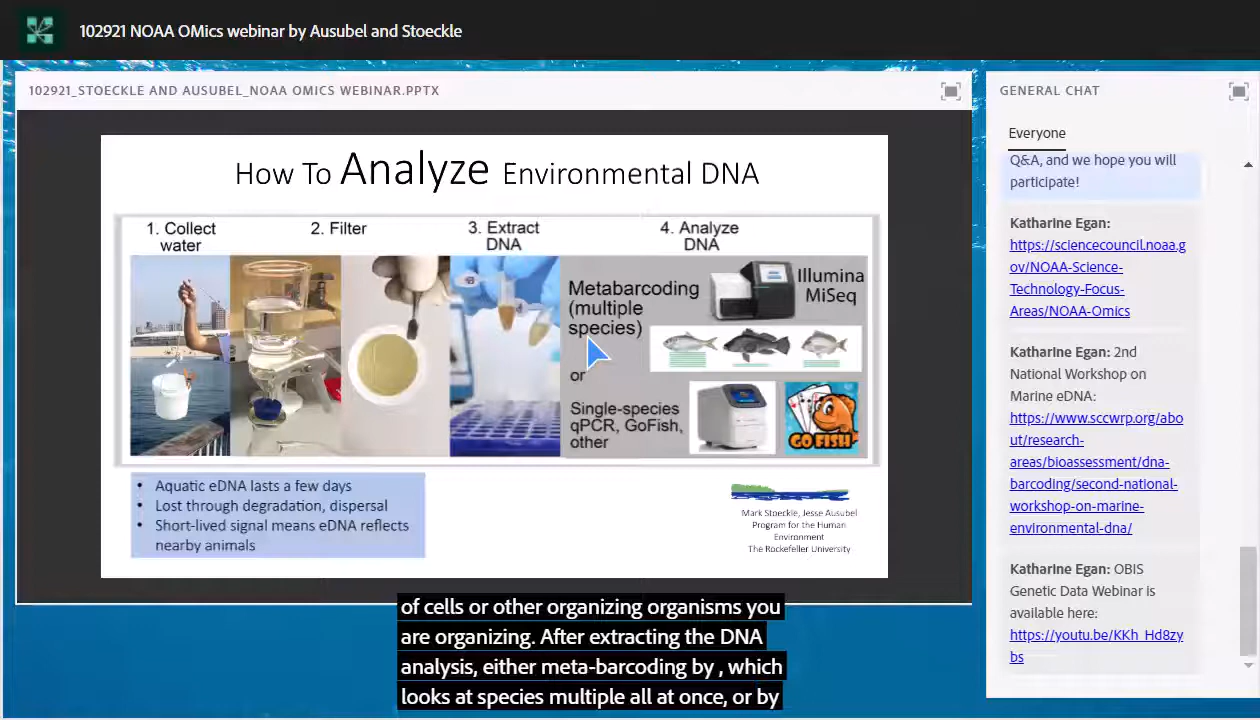 102921 NOAA OMics webinar by Ausubel and Stoeckle
102921_STOECKLE AND AUSUBEL_NOAA OMICS WEBINAR.PPTX
How To Analyze Environmental DNA
1. Collect
water
2. Filter
3. Extract
DNA
4. Analyze
DNA
Metabarcoding
(multiple
species)
Illumina
MiSeq
or
Single-species
qPCR, GoFish,
other
GO FISH
• Aquatic eDNA lasts a few days
• Lost through degradation, dispersal
• Short-lived signal means eDNA reflects
nearby animals
Mark Stoeckle, Jesse Ausubel
Program for the Human
Environment
The Rockefeller University
of cells or other organizing organisms you
are organizing. After extracting the DNA
analysis, either meta-barcoding by , which
looks at species multiple all at once, or by
GENERAL CHAT
Everyone
Q&A, and we hope you will
participate!
Katharine Egan:
https://sciencecouncil.noaa.g
ov/NOAA-Science-
Technology-Focus-
Areas/NOAA-Omics
Katharine Egan: 2nd
National Workshop on
Marine eDNA:
https://www.sccwrp.org/abo
ut/research-
areas/bioassessment/dna-
barcoding/second-national-
workshop-on-marine-
environmental-dna/
Katharine Egan: OBIS
Genetic Data Webinar is
available here:
https://youtu.be/KKh_Hd8zy
bs